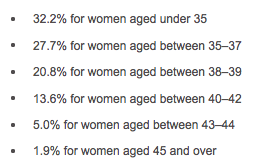 • 32.2% for women aged under 35
• 27.7% for women aged between 35–37
• 20.8% for women aged between 38–39
• 13.6% for women aged between 40–42
• 5.0% for women aged between 43–44
• 1.9% for women aged 45 and over